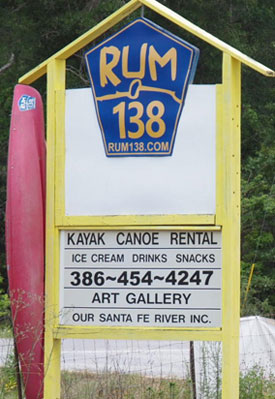 RUM
138
RUM138.COM
KAYAK CANOE RENTAL
ICE CREAM DRINKS SNACKS
386~454~4247
ART GALLERY
OUR SANTA FE RIVER INC.